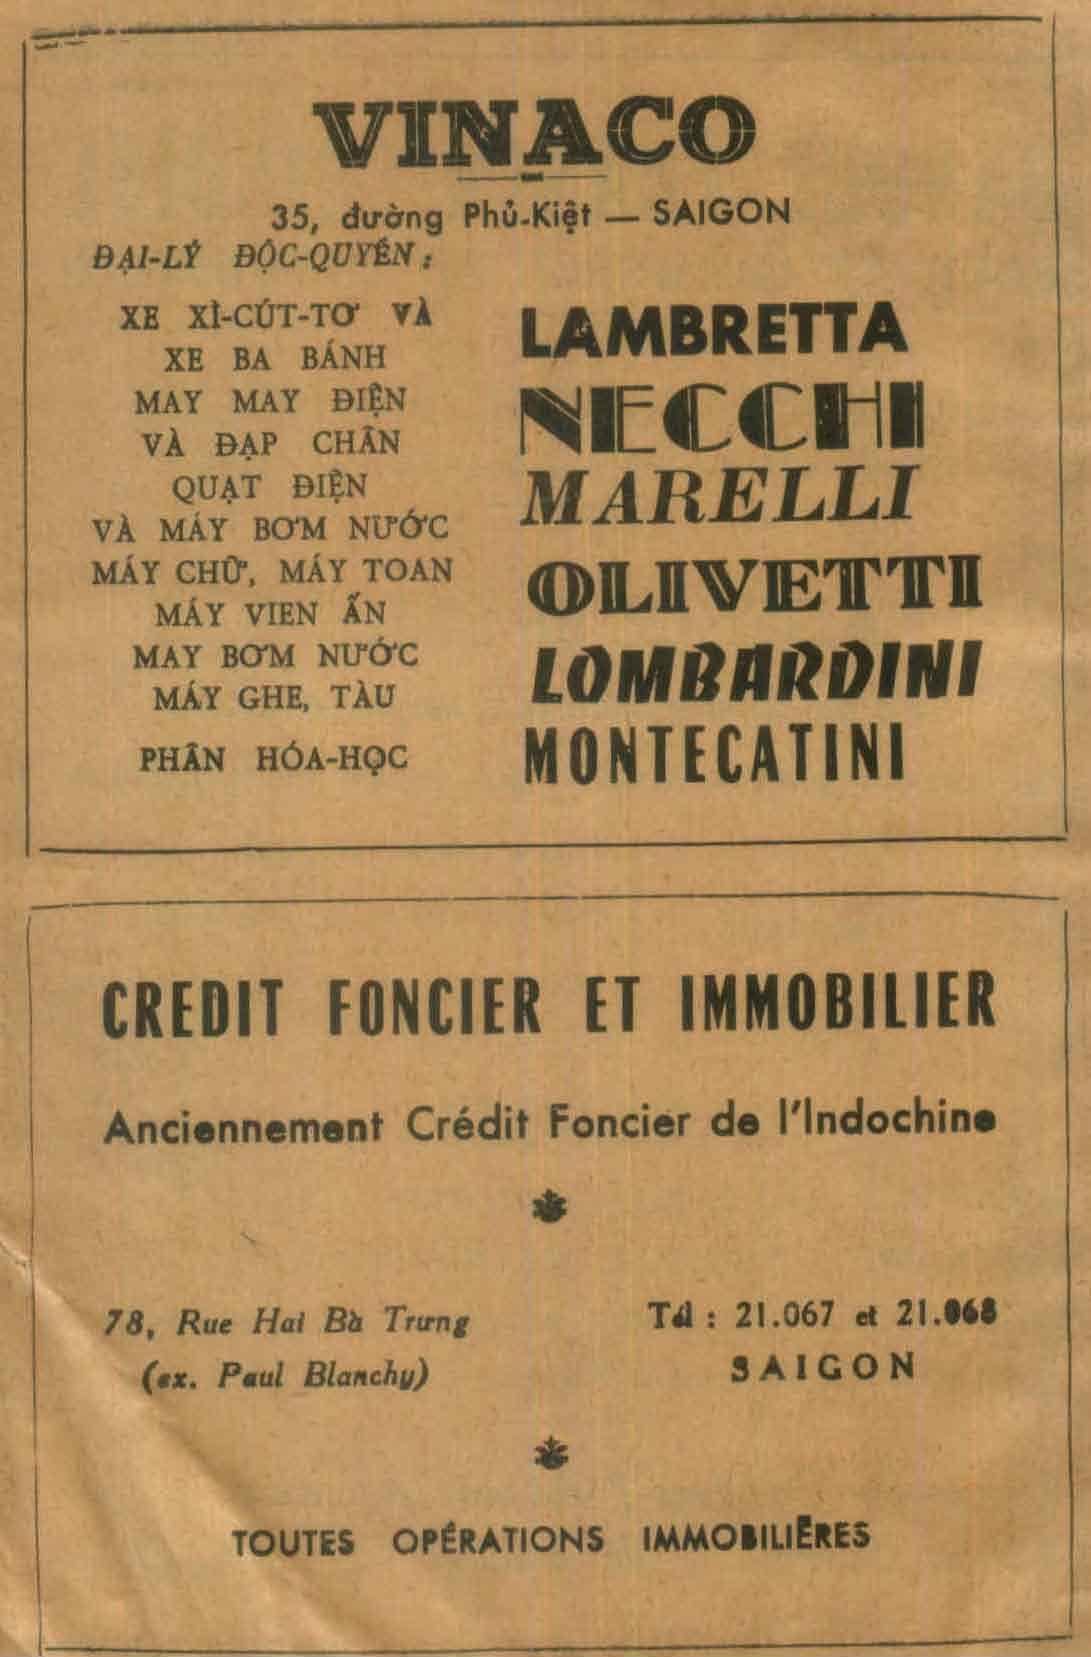 VINACO
35, đường Phủ-Kiệt — SAIGON
ĐẠI-LÝ ĐỘC-QUYỀN :
XE XÌ-CÚT-TƠ VÀ
XE BA BÁNH
LAMBRETTA
MAY MAY ĐIỆN
VÀ ĐẠP CHÂN
NECCHI
QUẠT ĐIỆN
VÀ MÁY BƠM NƯỚC
MARELLI
MÁY CHỮ, MÁY TOAN
MÁY VIEN ẤN
OLIVETTI
MAY BƠM NƯỚC
MÁY GHE, TÀU
LOMBARDINI
PHÂN HÓA-HỌC
MONTECATINI
CREDIT FONCIER ET IMMOBILIER
Anciennement Crédit Foncier de l'Indochine
78, Rue Hai Bà Trưng
(ex. Paul Blanchy)
Tél : 21.067 et 21.068
SAIGON
TOUTES OPÉRATIONS IMMOBILIÈRES